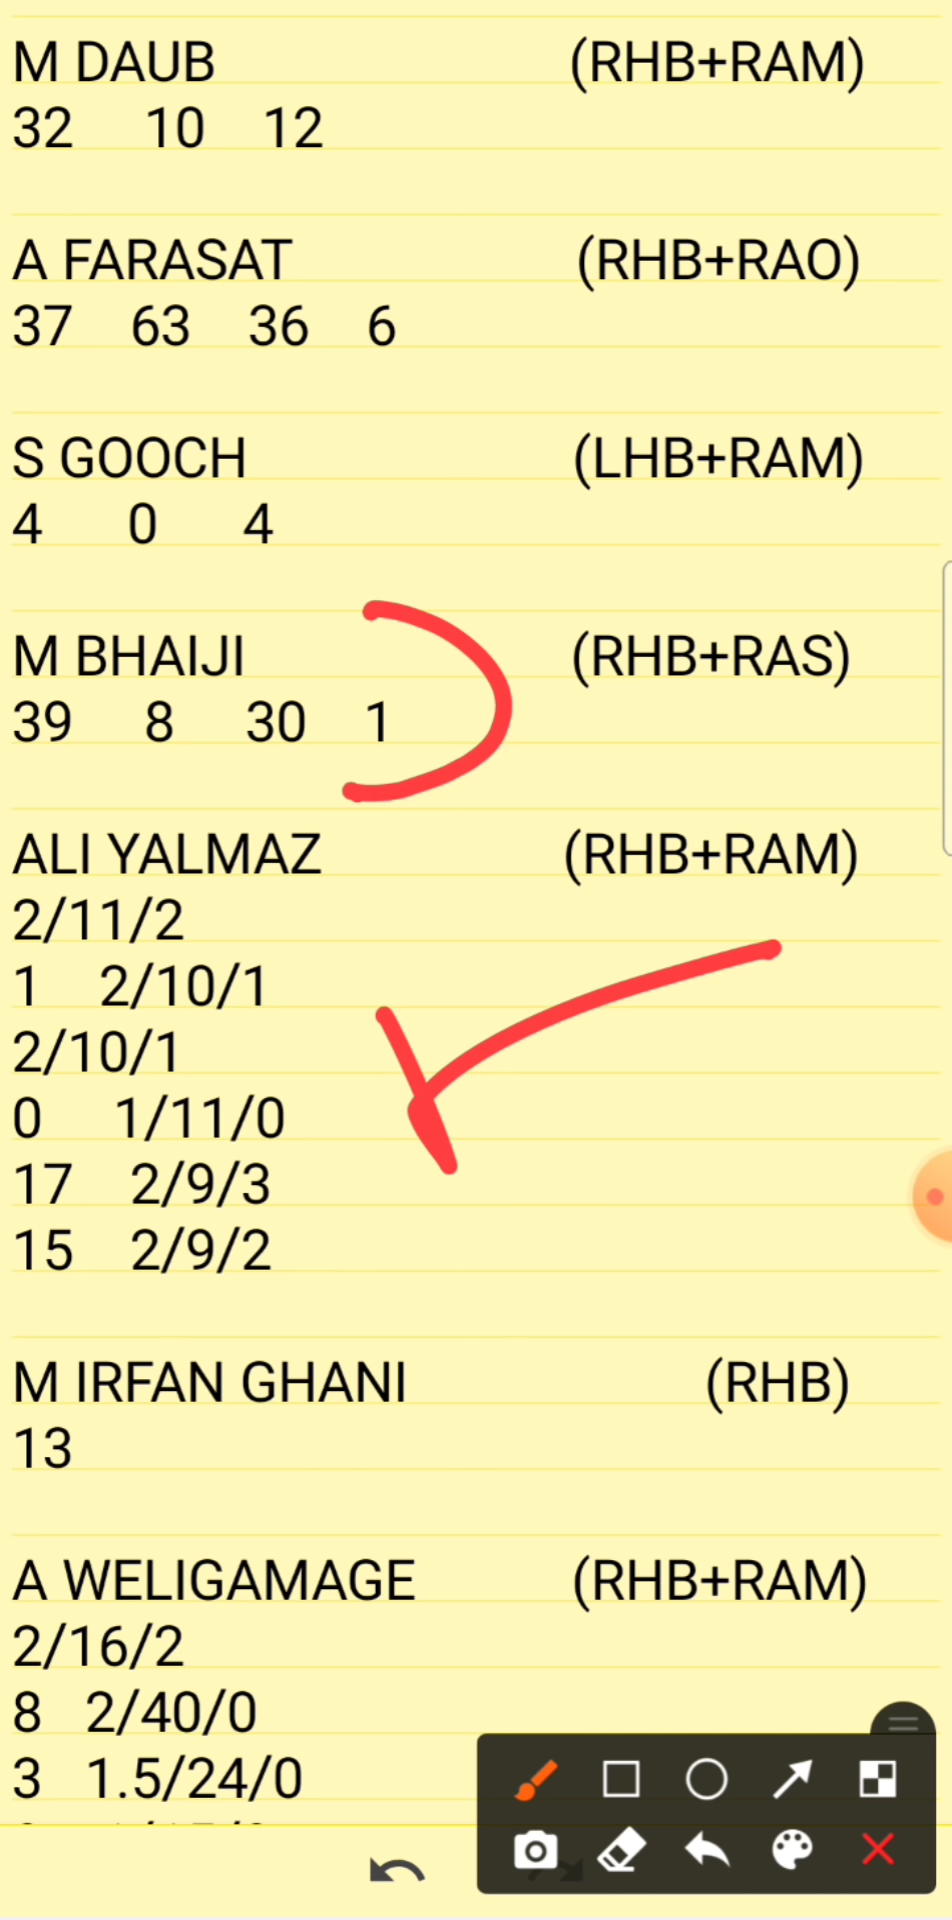 M DAUB (RHB+RAM)
32 10 12
A FARASAT (RHB+RAO)
37 63 36 6
S GOOCH (LHB+RAM)
4 0 4
M BHAIJI (RHB+RAS)
39 8 30 1
ALI YALMAZ (RHB+RAM)
2/11/2
1 2/10/1
2/10/1
0 1/11/0
17 2/9/3
15 2/9/2
M IRFAN GHANI (RHB)
13
A WELIGAMAGE (RHB+RAM)
2/16/2
8 2/40/0
3 1.5/24/0